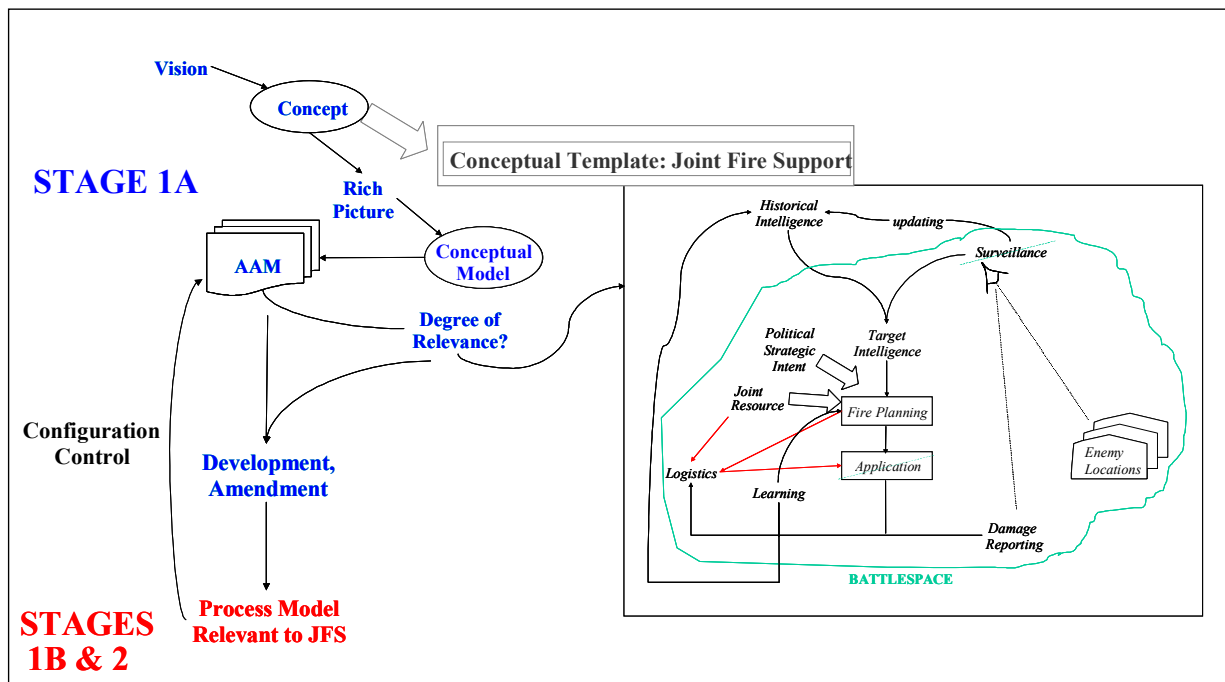 Vision
Concept
Conceptual Template: Joint Fire Support
STAGE 1A
Rich
Picture
AAM
Conceptual
Model
Degree of
Relevance?
Configuration
Control
Development,
Amendment
STAGES
1B & 2
Process Model
Relevant to JFS
Historical
Intelligence
updating
Surveillance
Political
Strategic
Intent
Target
Intelligence
Joint
Resource
Fire Planning
Logistics
Application
Learning
Enemy
Locations
Damage
Reporting
BATTLESPACE